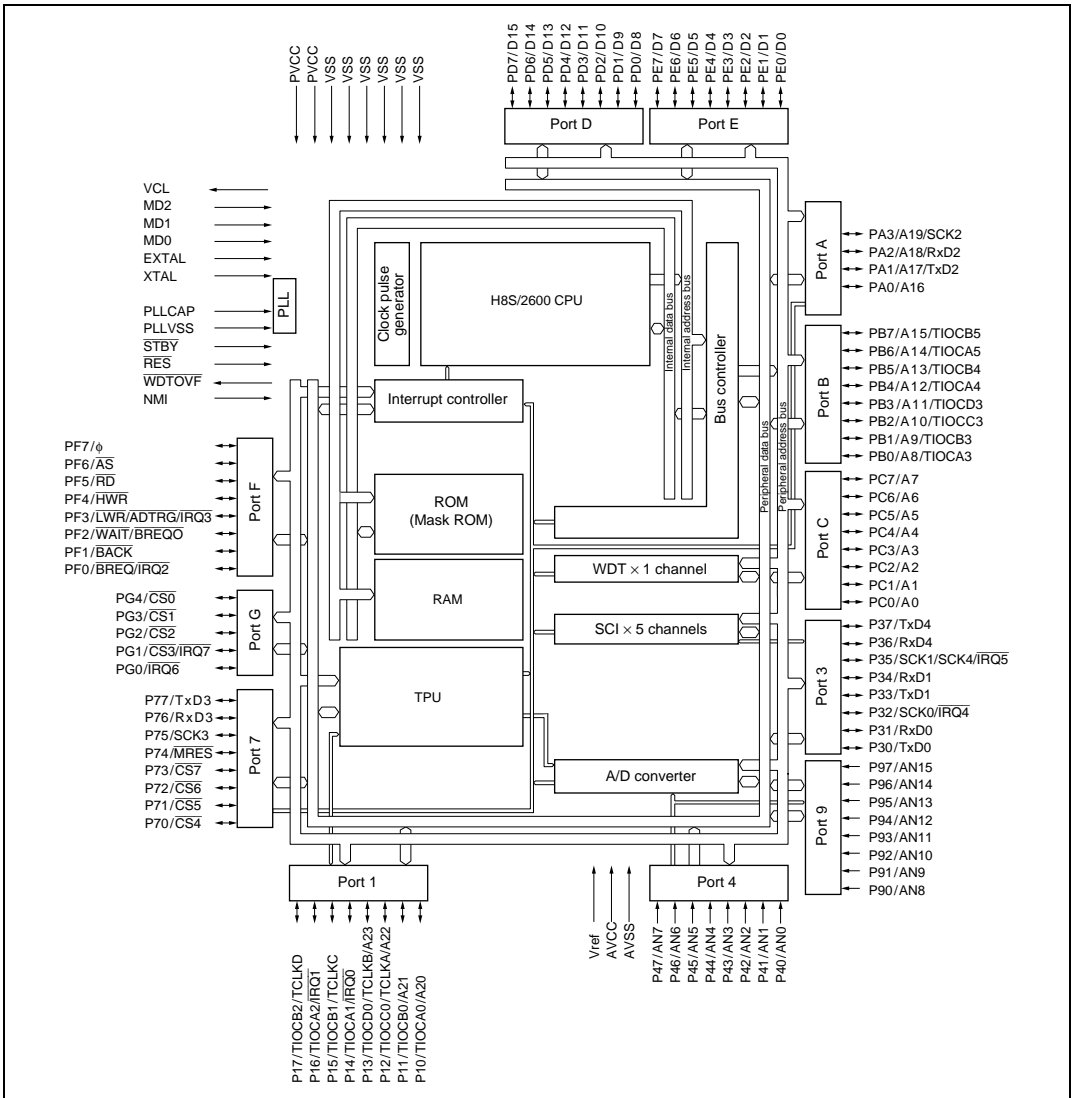 PVCC
PVCC
VSS
VSS
VSS
VSS
VSS
VSS
PD7/D15
PD6/D14
PD5/D13
PD4/D12
PD3/D11
PD2/D10
PD1/D9
PD0/D8
PE7/D7
PE6/D6
PE5/D5
PE4/D4
PE3/D3
PE2/D2
PE1/D1
PE0/D0
Port D
Port E
VCL
MD2
MD1
MD0
EXTAL
XTAL
PLLCAP
PLLVSS
STBY
RES
WDTOVF
NMI
PLL
Clock pulse
generator
H8S/2600 CPU
Internal data bus
Internal address bus
Bus controller
Peripheral data bus
Peripheral address bus
Interrupt controller
ROM
(Mask ROM)
RAM
TPU
WDT × 1 channel
SCI × 5 channels
A/D converter
Port A
PA3/A19/SCK2
PA2/A18/RxD2
PA1/A17/TxD2
PA0/A16
Port B
PB7/A15/TIOCB5
PB6/A14/TIOCA5
PB5/A13/TIOCB4
PB4/A12/TIOCA4
PB3/A11/TIOCD3
PB2/A10/TIOCC3
PB1/A9/TIOCB3
PB0/A8/TIOCA3
Port C
PC7/A7
PC6/A6
PC5/A5
PC4/A4
PC3/A3
PC2/A2
PC1/A1
PC0/A0
Port 3
P37/TxD4
P36/RxD4
P35/SCK1/SCK4/IRQ5
P34/RxD1
P33/TxD1
P32/SCK0/IRQ4
P31/RxD0
P30/TxD0
Port 9
P97/AN15
P96/AN14
P95/AN13
P94/AN12
P93/AN11
P92/AN10
P91/AN9
P90/AN8
PF7/ϕ
PF6/AS
PF5/RD
PF4/HWR
PF3/LWR/ADTRG/IRQ3
PF2/WAIT/BREQO
PF1/BACK
PF0/BREQ/IRQ2
Port F
PG4/CS0
PG3/CS1
PG2/CS2
PG1/CS3/IRQ7
PG0/IRQ6
Port G
P77/TxD3
P76/RxD3
P75/SCK3
P74/MRES
P73/CS7
P72/CS6
P71/CS5
P70/CS4
Port 7
Port 1
P17/TIOCB2/TCLKD
P16/TIOCA2/IRQ1
P15/TIOCB1/TCLKC
P14/TIOCA1/IRQ0
P13/TIOCD0/TCLKB/A23
P12/TIOCC0/TCLKA/A22
P11/TIOCB0/A21
P10/TIOCA0/A20
Vref
AVCC
AVSS
Port 4
P47/AN7
P46/AN6
P45/AN5
P44/AN4
P43/AN3
P42/AN2
P41/AN1
P40/AN0